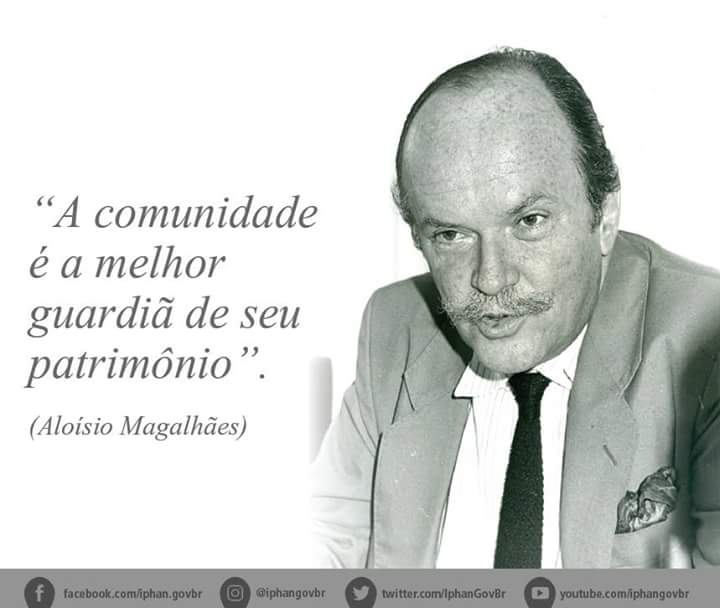 “A comunidade
é a melhor
guardiã de seu
patrimônio”.
(Aloísio Magalhães)
facebook.com/iphan.govbr @iphangovbr twitter.com/IphanGovBr youtube.com/iphangovbr